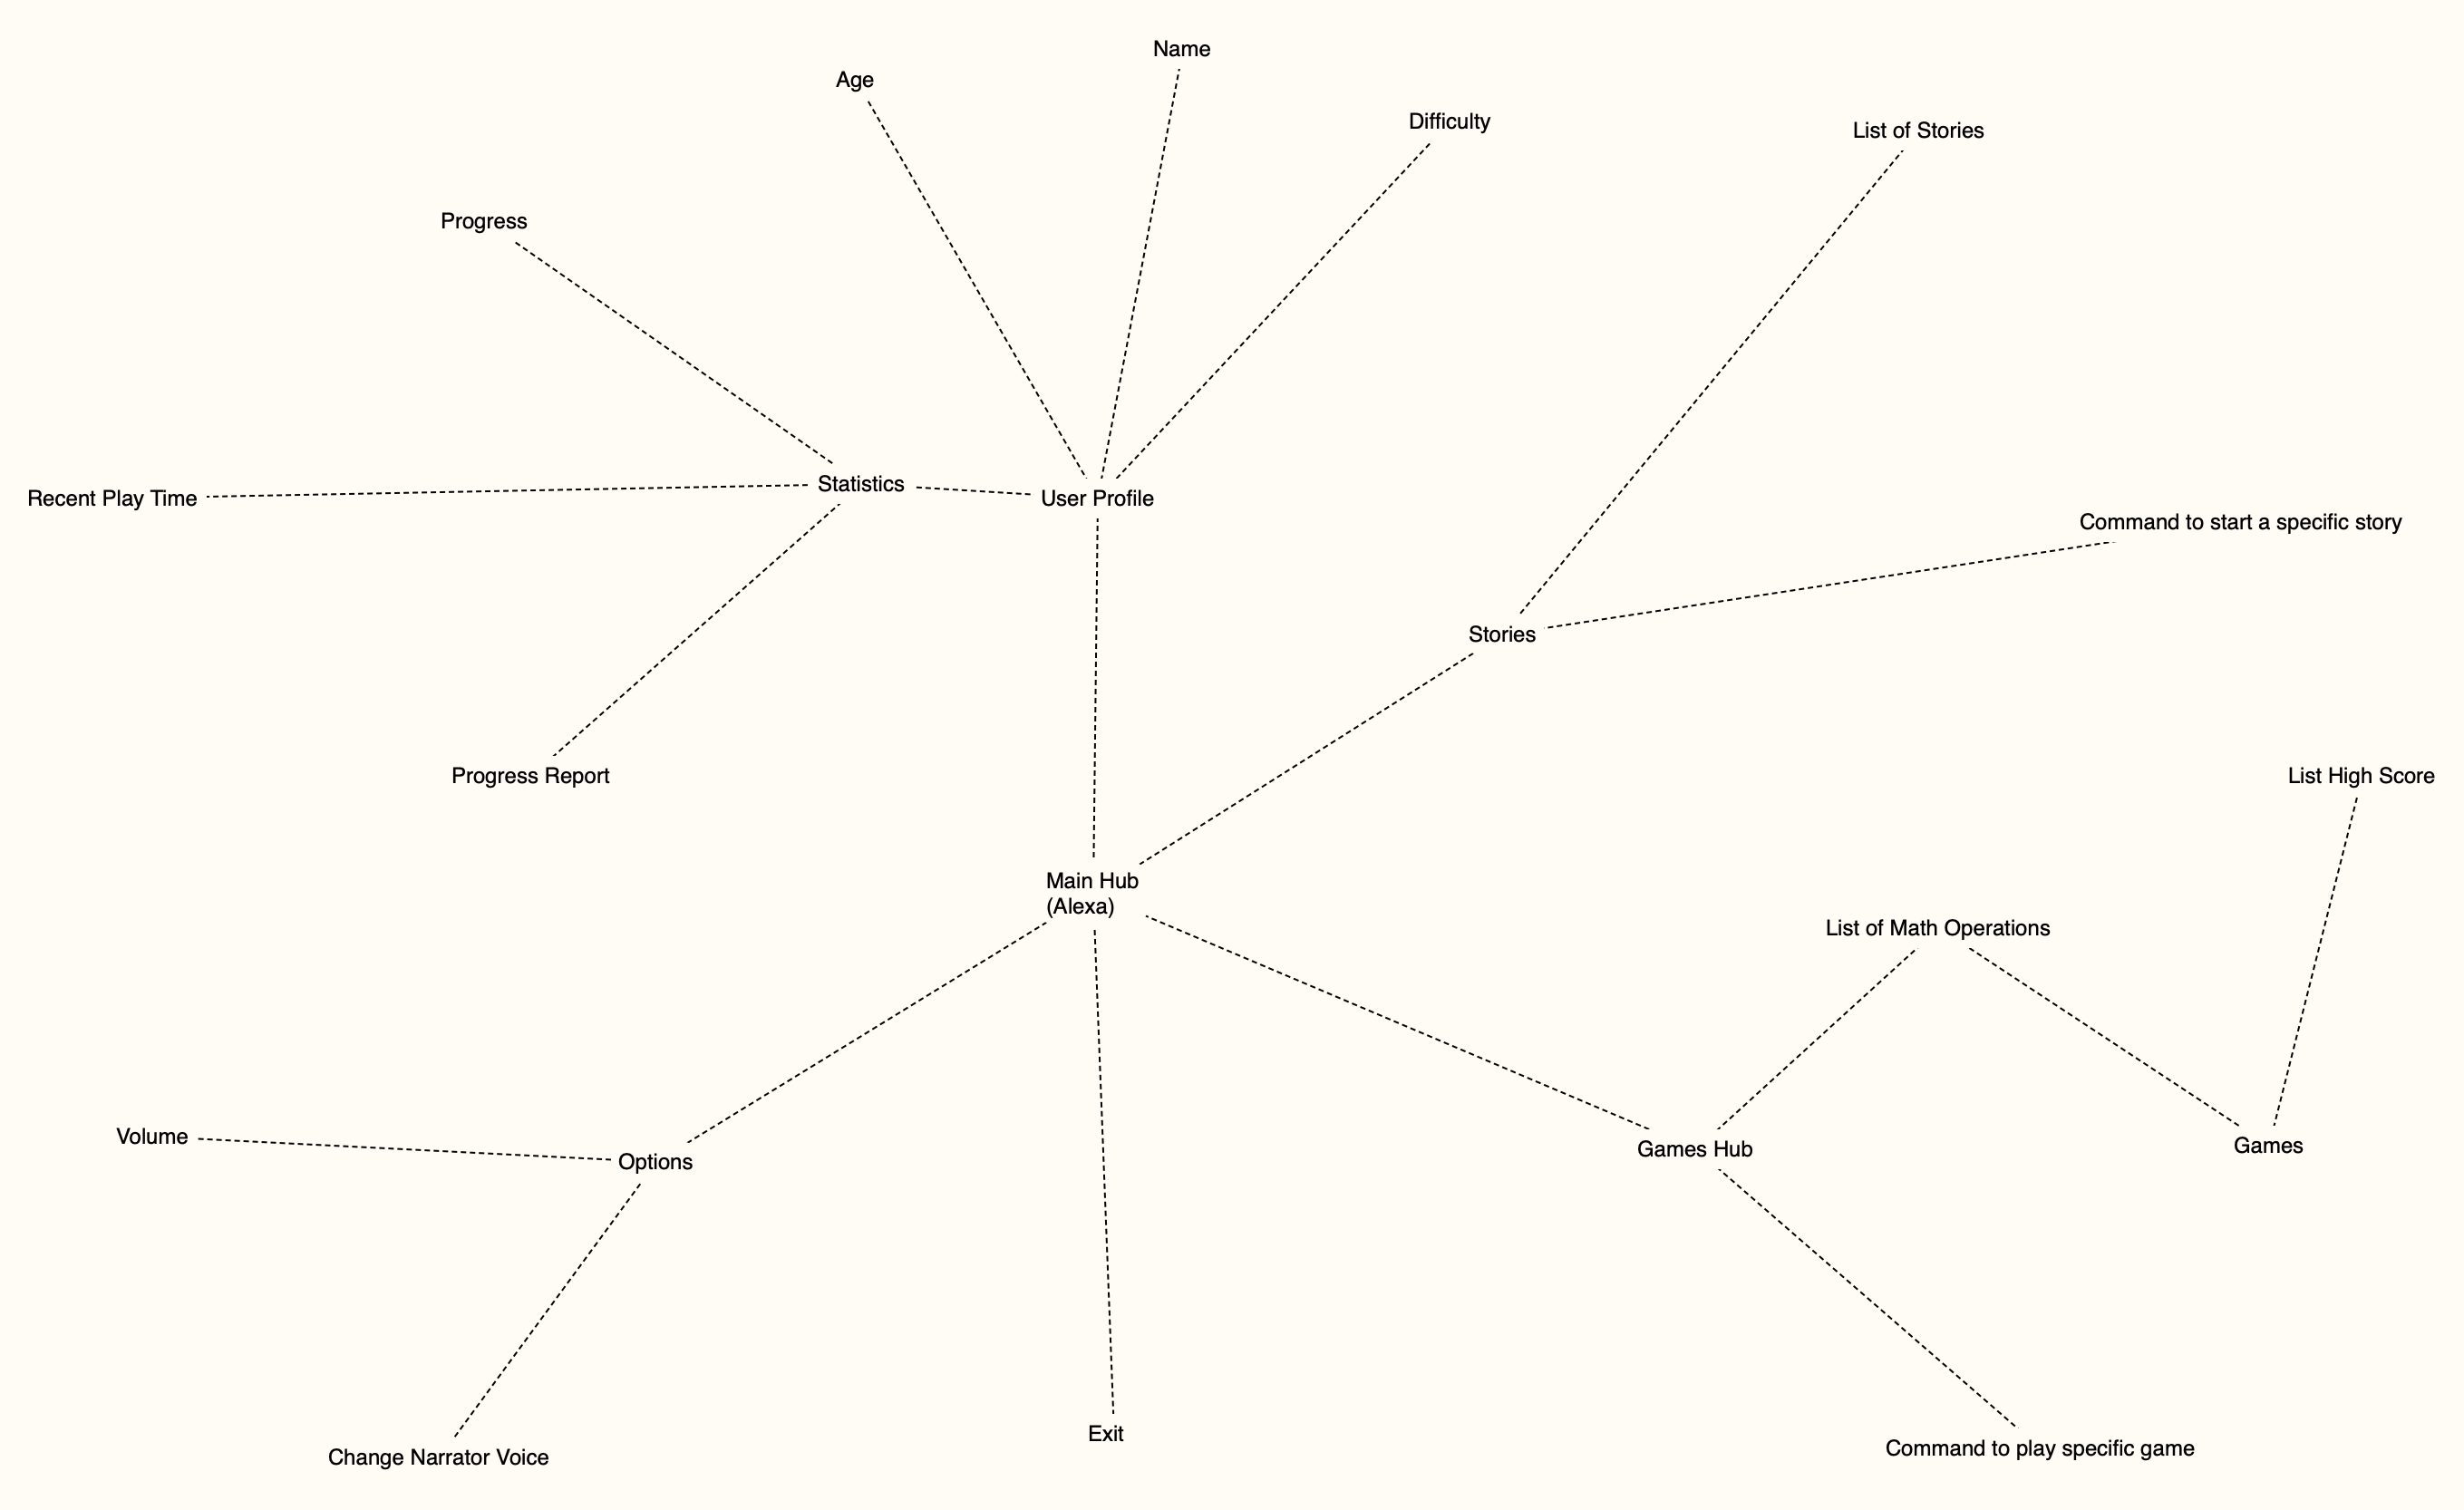 Name
Age
Difficulty
List of Stories
Progress
Statistics
Recent Play Time
User Profile
Command to start a specific story
Stories
Progress Report
List High Score
Main Hub
(Alexa)
List of Math Operations
Volume
Options
Games Hub
Games
Exit
Command to play specific game
Change Narrator Voice